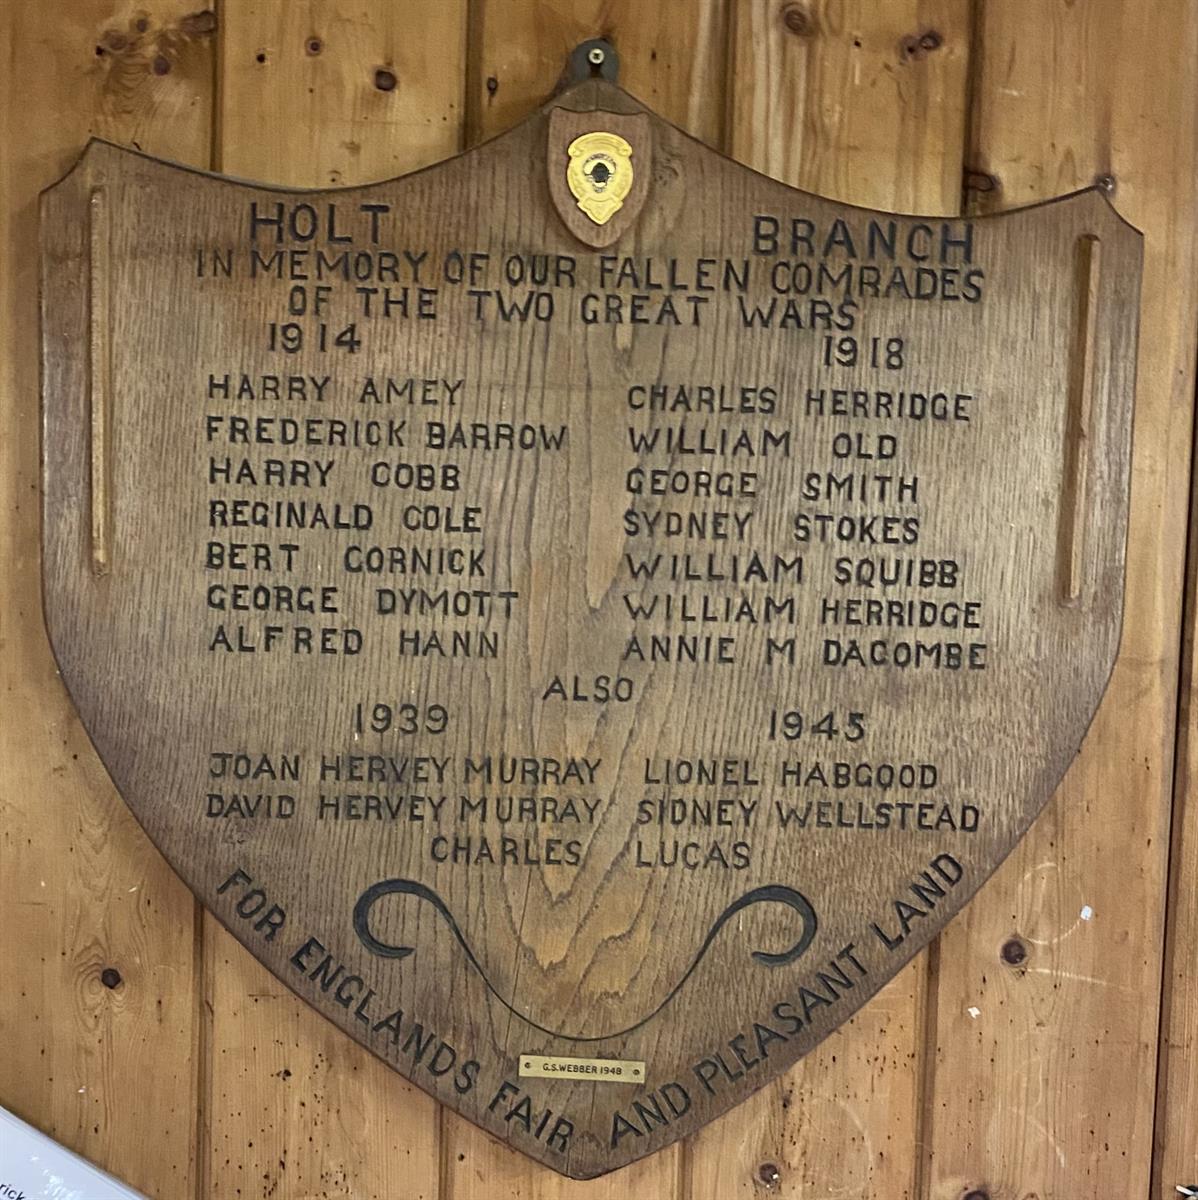 HOLT BRANCH
IN MEMORY OF OUR FALLEN COMRADES
OF THE TWO GREAT WARS
1914 1918
HARRY AMEY CHARLES HERRIDGE
FREDERICK BARROW WILLIAM OLD
HARRY COBB GEORGE SMITH
REGINALD COLE SYDNEY STOKES
BERT CORNICK WILLIAM SQUIBB
GEORGE DYMOTT WILLIAM HERRIDGE
ALFRED HANN ANNIE M DACOMBE
ALSO
1939 1945
JOAN HERVEY MURRAY LIONEL HABGOOD
DAVID HERVEY MURRAY SIDNEY WELLSTEAD
CHARLES LUCAS
FOR ENGLANDS FAIR AND PLEASANT LAND
G.S.WEBBER 1948